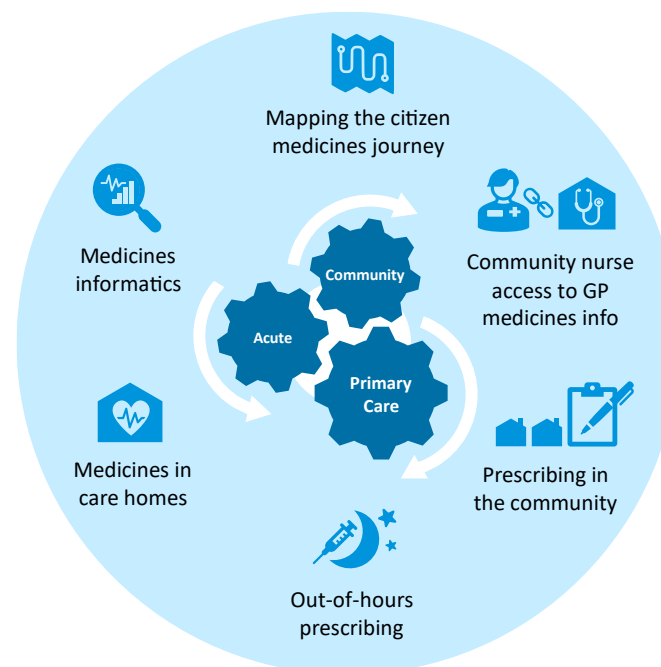 Mapping the citizen
medicines journey
Medicines
informatics
Community nurse
access to GP
medicines info
Community
Acute
Primary
Care
Medicines in
care homes
Prescribing in
the community
Out-of-hours
prescribing